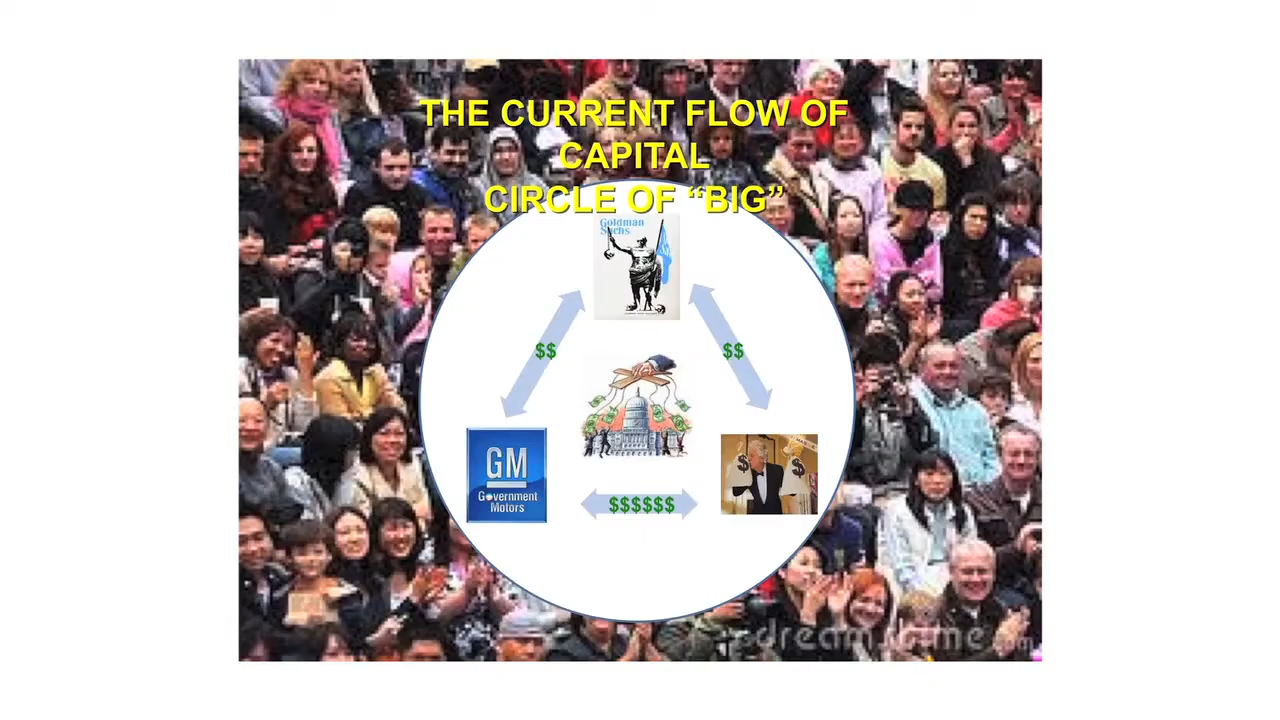 THE CURRENT FLOW OF
CAPITAL
CIRCLE OF “BIG”
Goldman
Sachs
$$
$$
GM
Government
Motors
$$$$$$
$
$
dreamstime.com